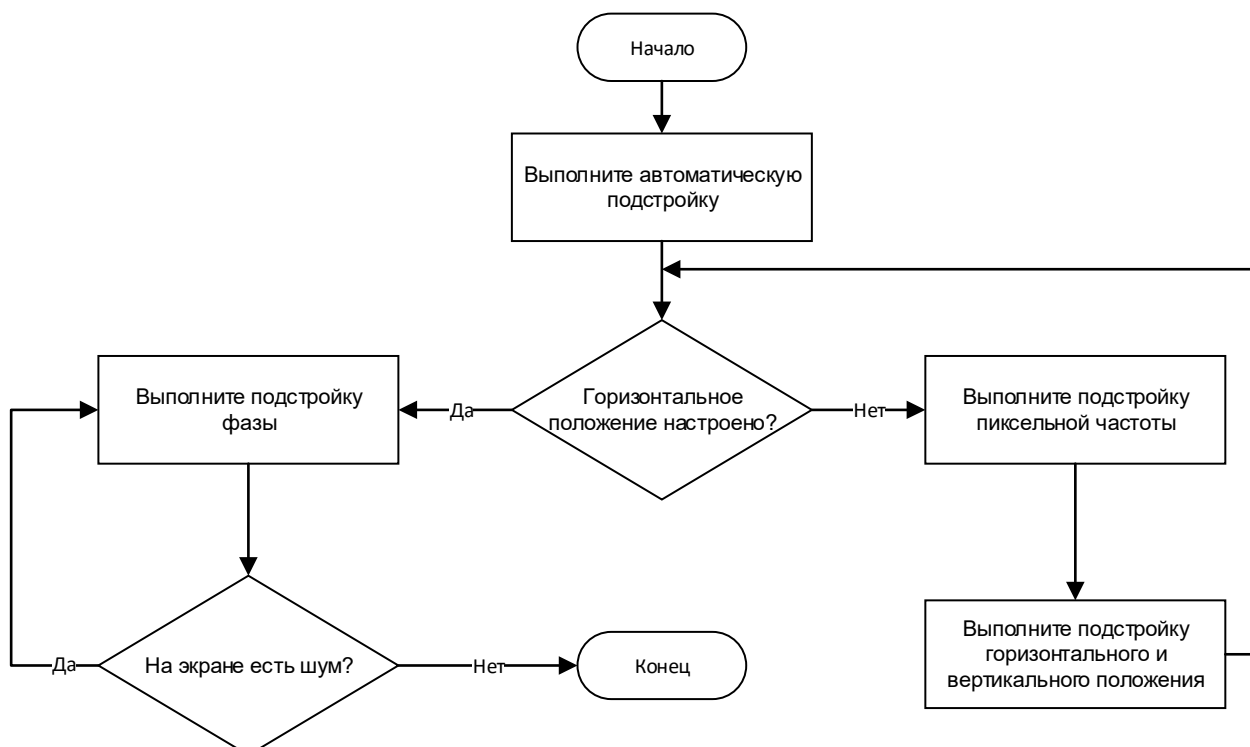 Начало
Выполните автоматическую
подстройку
Выполните подстройку
фазы
Да
Горизонтальное
положение настроено?
Нет
Выполните подстройку
пиксельной частоты
Да
На экране есть шум?
Нет
Конец
Выполните подстройку
горизонтального и
вертикального положения